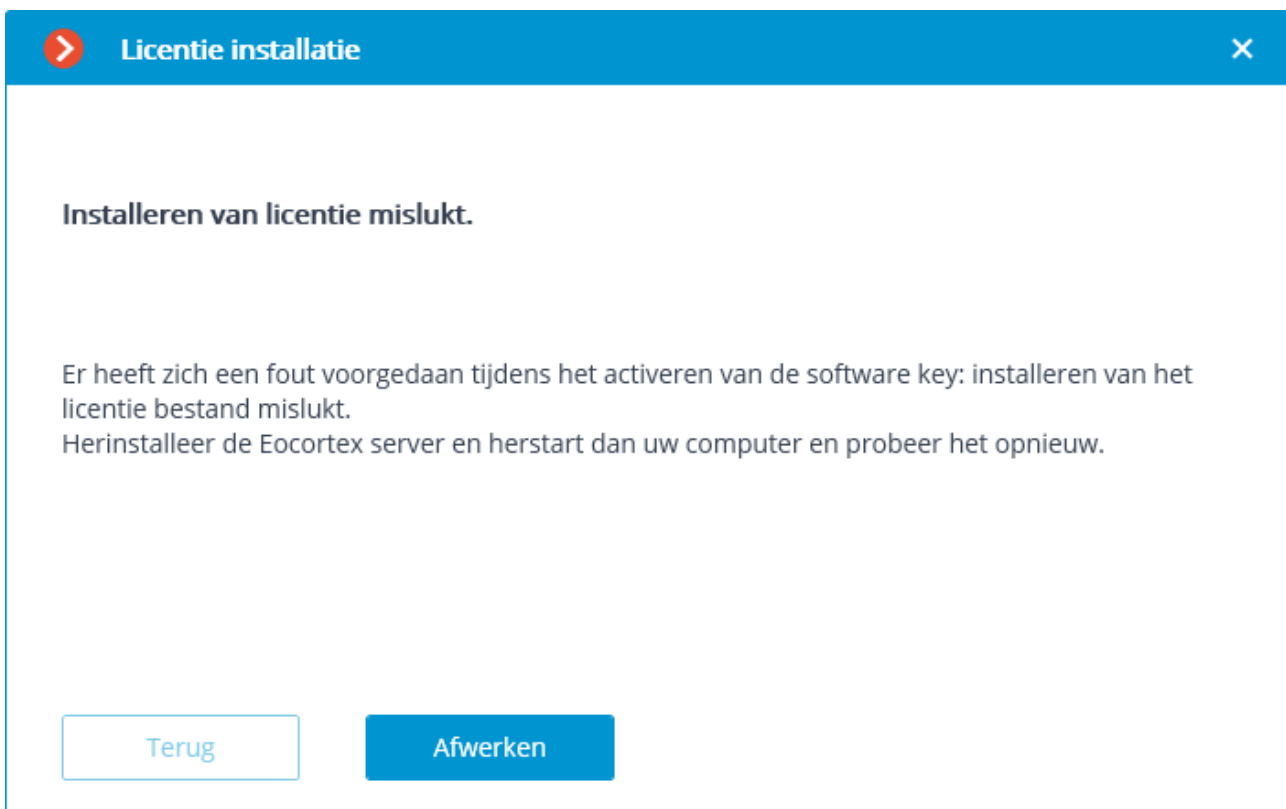 Licentie installatie
Installeren van licentie mislukt.
Er heeft zich een fout voorgedaan tijdens het activeren van de software key: installeren van het
licentie bestand mislukt.
Herinstalleer de Eocortex server en herstart dan uw computer en probeer het opnieuw.
Terug
Afwerken